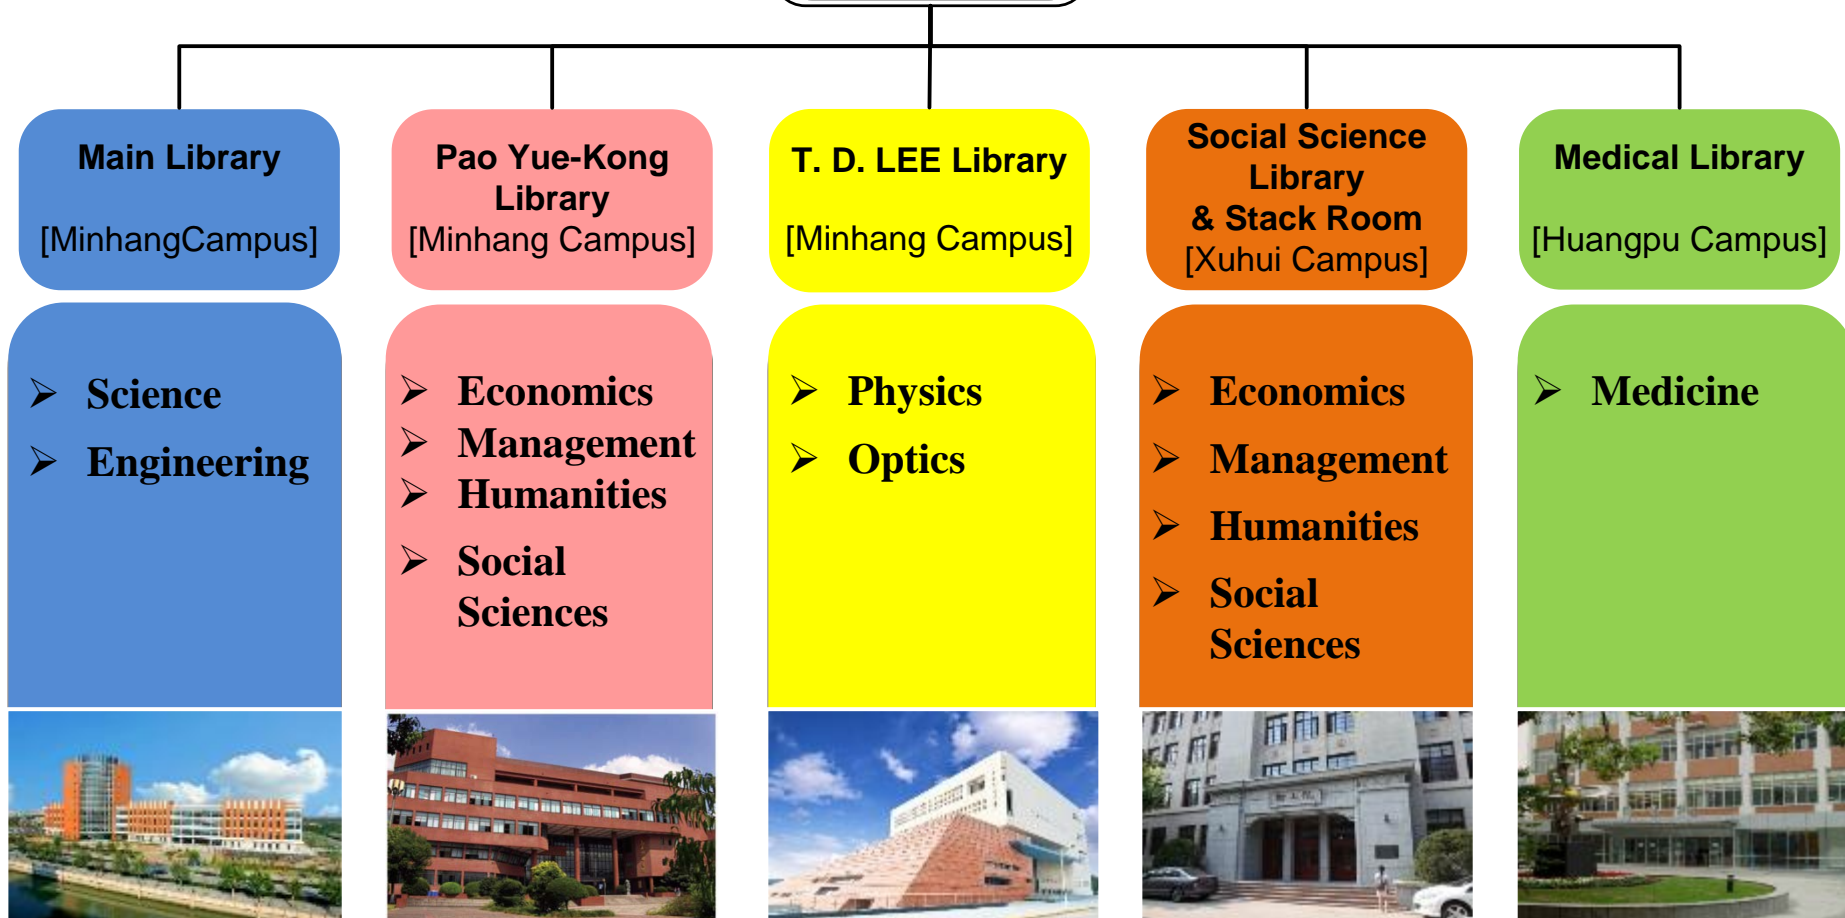 Main Library
[MinhangCampus]
Pao Yue-Kong
Library
[Minhang Campus]
T. D. LEE Library
[Minhang Campus]
Social Science
Library
& Stack Room
[Xuhui Campus]
Medical Library
[Huangpu Campus]
➢ Science
➢ Engineering
➢ Economics
➢ Management
➢ Humanities
➢ Social
Sciences
➢ Physics
➢ Optics
➢ Economics
➢ Management
➢ Humanities
➢ Social
Sciences
➢ Medicine